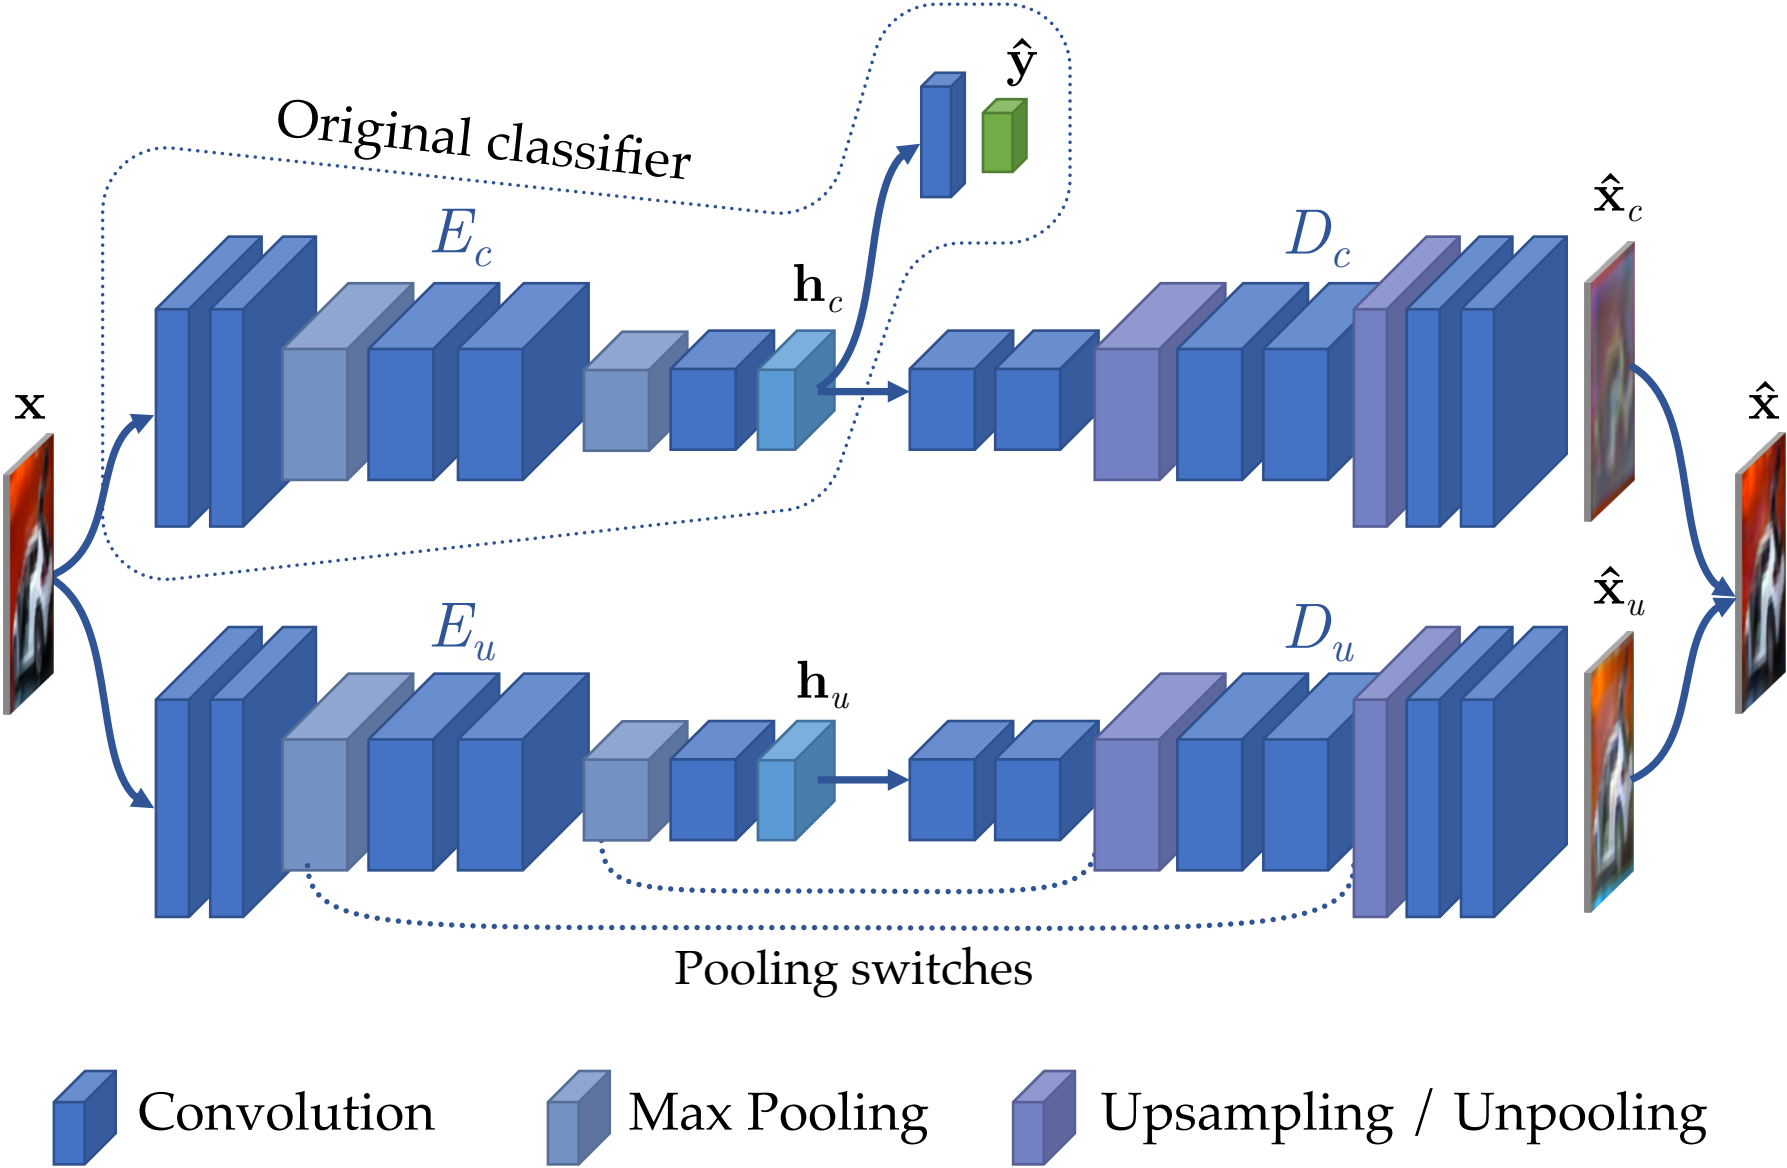 Original classifier
ŷ
E_c
D_c
x̂_c
h_c
x
x̂
E_u
D_u
x̂_u
h_u
Pooling switches
Convolution
Max Pooling
Upsampling / Unpooling